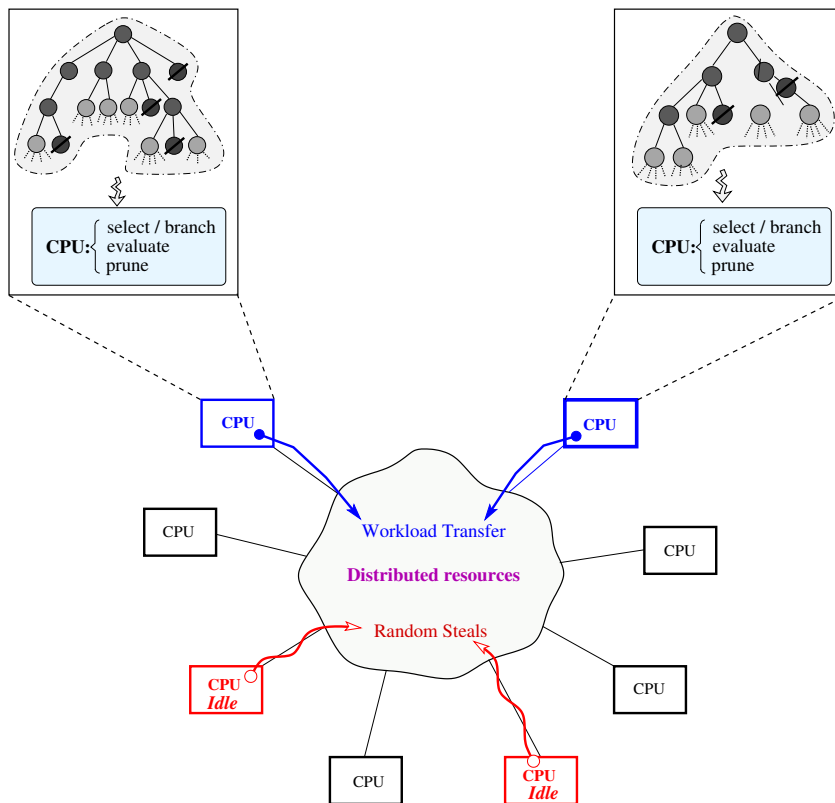 CPU:
select / branch
evaluate
prune
CPU:
select / branch
evaluate
prune
CPU
CPU
Workload Transfer
CPU
CPU
Distributed resources
Random Steals
CPU
Idle
CPU
CPU
CPU
Idle